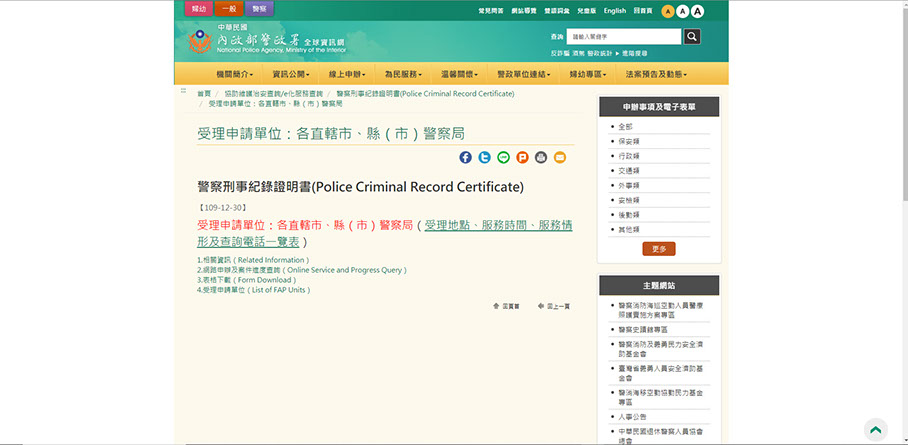 婦幼 一般 警察
常見問答 網站導覽 雙語詞彙 兒童版 English 回首頁 A A A
中華民國
內政部警政署 全球資訊網
National Police Agency, Ministry of the Interior
查詢 請輸入關鍵字
反詐騙 酒駕 警政統計 ▶ 進階搜尋
機關簡介 資訊公開 線上申辦 為民服務 溫馨關懷 警政單位連結 婦幼專區 法案預告及動態
:::
首頁 / 協助維護治安查詢/e化服務查詢 / 警察刑事紀錄證明書(Police Criminal Record Certificate)
/ 受理申請單位：各直轄市、縣（市）警察局
受理申請單位：各直轄市、縣（市）警察局
警察刑事紀錄證明書(Police Criminal Record Certificate)
【109-12-30】
受理申請單位：各直轄市、縣（市）警察局（受理地點、服務時間、服務情
形及查詢電話一覽表）
1.相關資訊（Related Information）
2.網路申辦及案件進度查詢（Online Service and Progress Query）
3.表格下載（Form Download）
4.受理申請單位（List of FAP Units）
回頁首 回上一頁
申辦事項及電子表單
全部
保安類
行政類
交通類
外事類
安檢類
後勤類
其他類
更多
主題網站
警察消防海巡空勤人員醫療
照護實施方案專區
警察史蹟館專區
警察消防及義勇民力安全濟
助基金會
臺灣省義勇人員安全濟助基
金會
警消海移空勤協勤民力基金
專區
人事公告
中華民國退休警察人員協會
總會